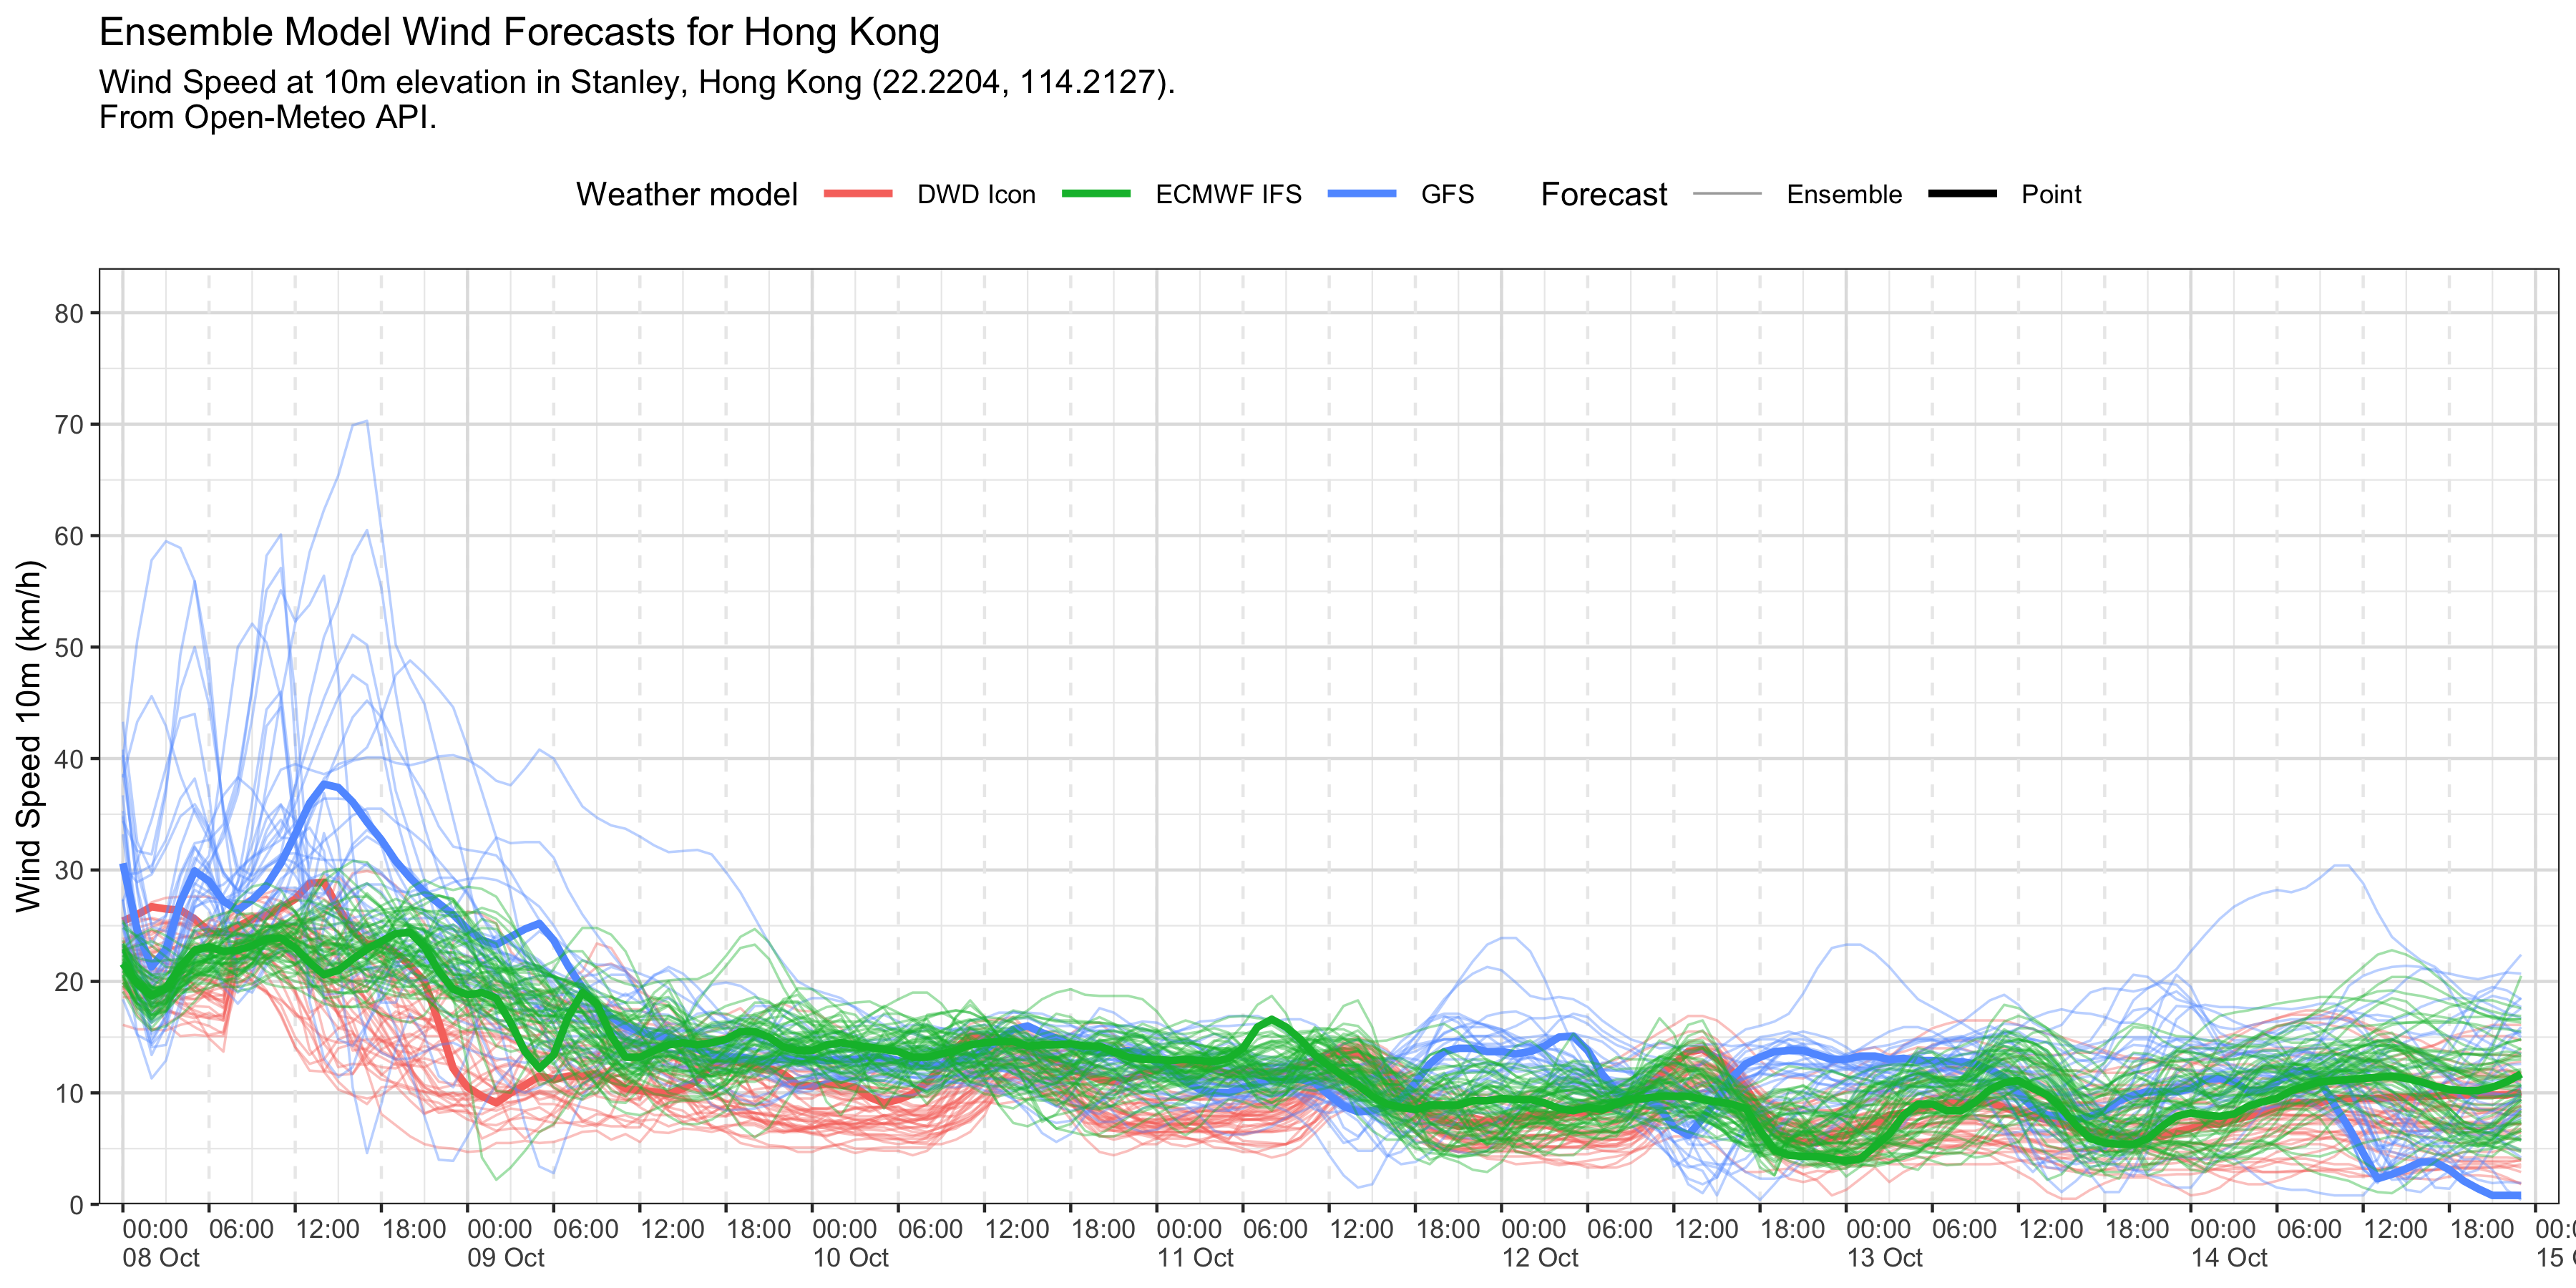 Ensemble Model Wind Forecasts for Hong Kong
Wind Speed at 10m elevation in Stanley, Hong Kong (22.2204, 114.2127).
From Open-Meteo API.
Weather model DWD Icon ECMWF IFS GFS Forecast Ensemble Point
Wind Speed 10m (km/h)
80
70
60
50
40
30
20
10
0
00:00 06:00 12:00 18:00 00:00 06:00 12:00 18:00 00:00 06:00 12:00 18:00 00:00 06:00 12:00 18:00 00:00 06:00 12:00 18:00 00:00 06:00 12:00 18:00 00:00 06:00 12:00 18:00 00:0
08 Oct 09 Oct 10 Oct 11 Oct 12 Oct 13 Oct 14 Oct 15